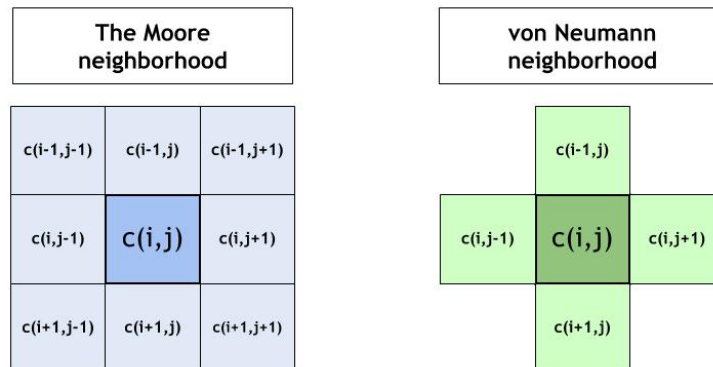 The Moore
neighborhood
von Neumann
neighborhood
c(i-1,j-1) c(i-1,j) c(i-1,j+1)
c(i,j-1) c(i,j) c(i,j+1)
c(i+1,j-1) c(i+1,j) c(i+1,j+1)
c(i-1,j)
c(i,j-1) c(i,j) c(i,j+1)
c(i+1,j)